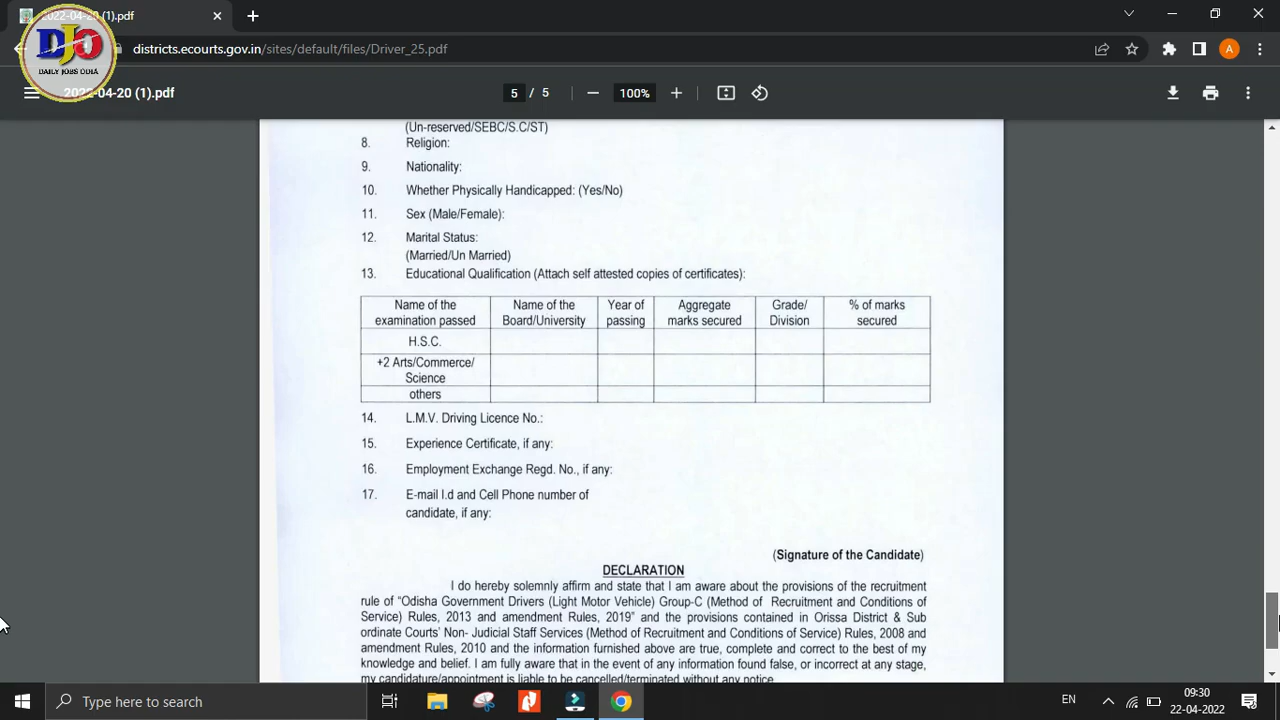 2022-04-20 (1).pdf
DJO
DAILY JOBS ODIA
districts.ecourts.gov.in/sites/default/files/Driver_25.pdf
A
2022-04-20 (1).pdf
5 / 5
100%
(Un-reserved/SEBC/S.C/ST)
8. Religion:
9. Nationality:
10. Whether Physically Handicapped: (Yes/No)
11. Sex (Male/Female):
12. Marital Status:
(Married/Un Married)
13. Educational Qualification (Attach self attested copies of certificates):
Name of the examination passed Name of the Board/University Year of passing Aggregate marks secured Grade/ Division % of marks secured
H.S.C.
+2 Arts/Commerce/
Science
others
14. L.M.V. Driving Licence No.:
15. Experience Certificate, if any:
16. Employment Exchange Regd. No., if any:
17. E-mail I.d and Cell Phone number of
candidate, if any:
(Signature of the Candidate)
DECLARATION
I do hereby solemnly affirm and state that I am aware about the provisions of the recruitment
rule of “Odisha Government Drivers (Light Motor Vehicle) Group-C (Method of Recruitment and Conditions of
Service) Rules, 2013 and amendment Rules, 2019” and the provisions contained in Orissa District & Sub
ordinate Courts’ Non- Judicial Staff Services (Method of Recruitment and Conditions of Service) Rules, 2008 and
amendment Rules, 2010 and the information furnished above are true, complete and correct to the best of my
knowledge and belief. I am fully aware that in the event of any information found false, or incorrect at any stage,
my candidature/appointment is liable to be cancelled/terminated without any notice.
Type here to search
EN
09:30
22-04-2022